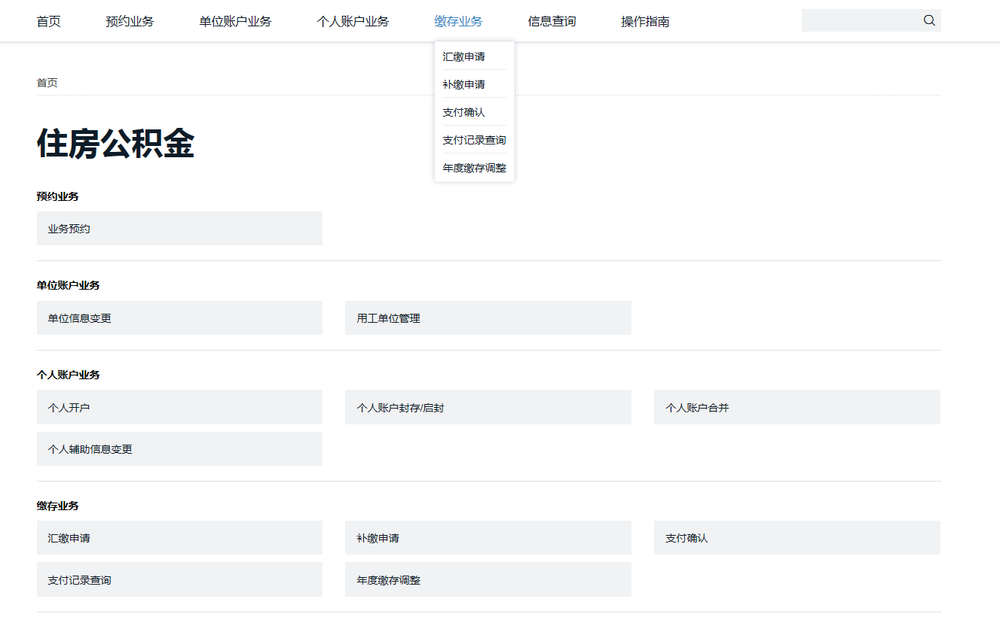 首页 预约业务 单位账户业务 个人账户业务 缴存业务 信息查询 操作指南
汇缴申请
补缴申请
支付确认
支付记录查询
年度缴存调整
首页
住房公积金
预约业务
业务预约
单位账户业务
单位信息变更 用工单位管理
个人账户业务
个人开户 个人账户封存/启封 个人账户合并
个人辅助信息变更
缴存业务
汇缴申请 补缴申请 支付确认
支付记录查询 年度缴存调整